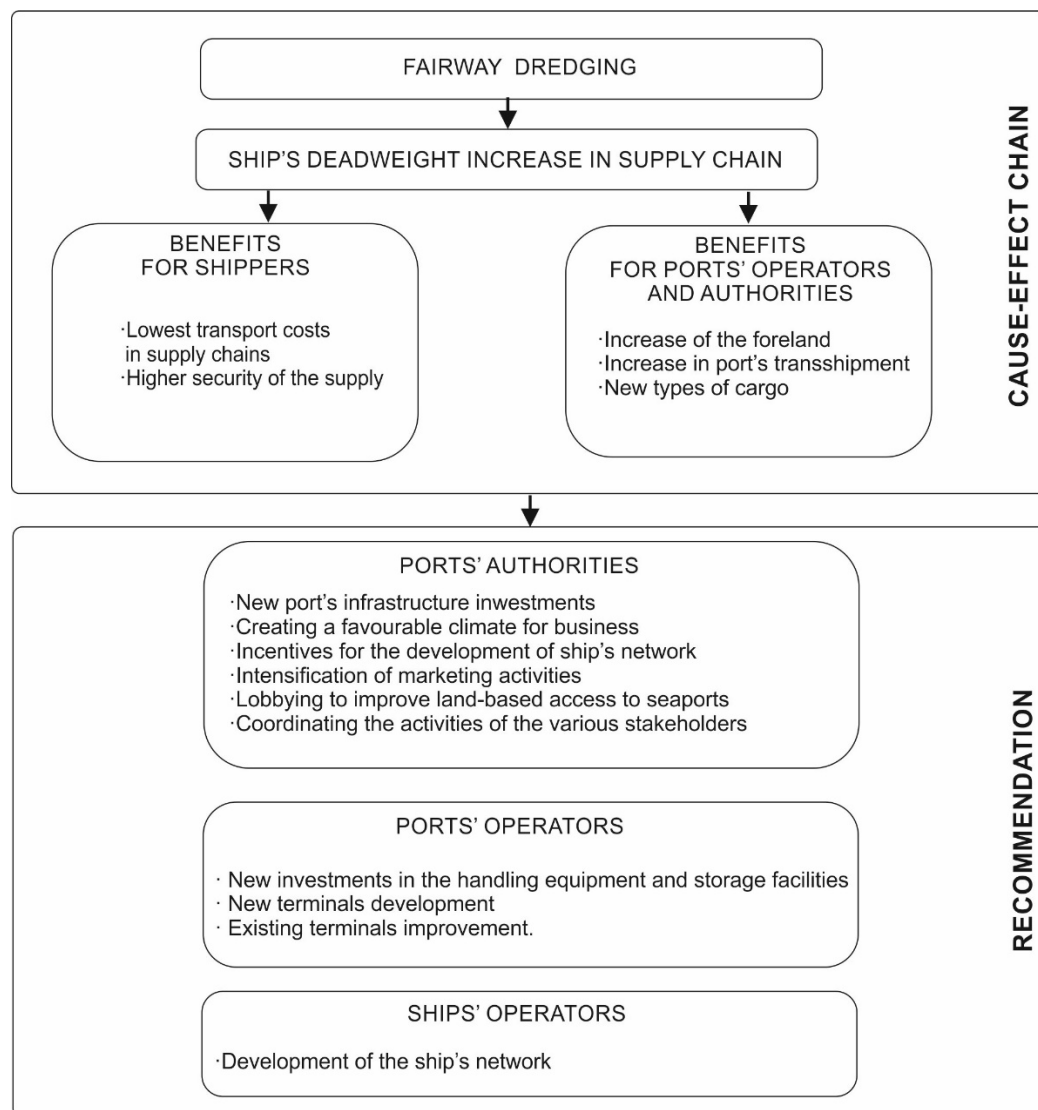 FAIRWAY DREDGING
SHIP'S DEADWEIGHT INCREASE IN SUPPLY CHAIN
BENEFITS
FOR SHIPPERS
·Lowest transport costs
in supply chains
·Higher security of the supply
BENEFITS
FOR PORTS' OPERATORS
AND AUTHORITIES
·Increase of the foreland
·Increase in port's transshipment
·New types of cargo
CAUSE-EFFECT CHAIN
PORTS' AUTHORITIES
·New port's infrastructure inwestments
·Creating a favourable climate for business
·Incentives for the development of ship's network
·Intensification of marketing activities
·Lobbying to improve land-based access to seaports
·Coordinating the activities of the various stakeholders
PORTS' OPERATORS
· New investments in the handling equipment and storage facilities
· New terminals development
· Existing terminals improvement.
SHIPS' OPERATORS
·Development of the ship's network
RECOMMENDATION